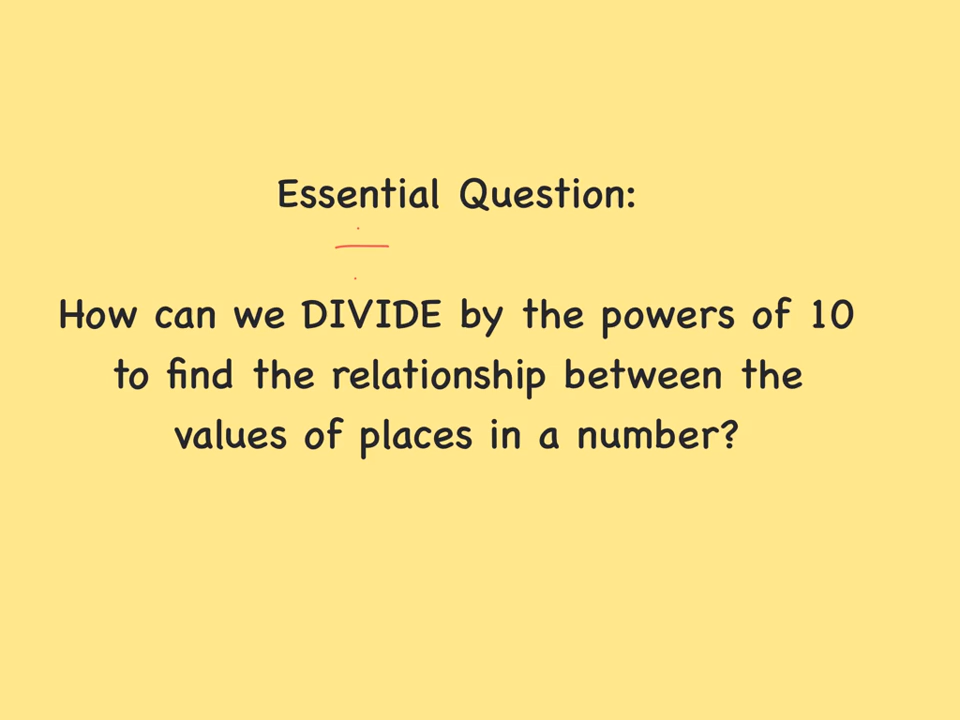 Essential Question:
÷
How can we DIVIDE by the powers of 10
to find the relationship between the
values of places in a number?